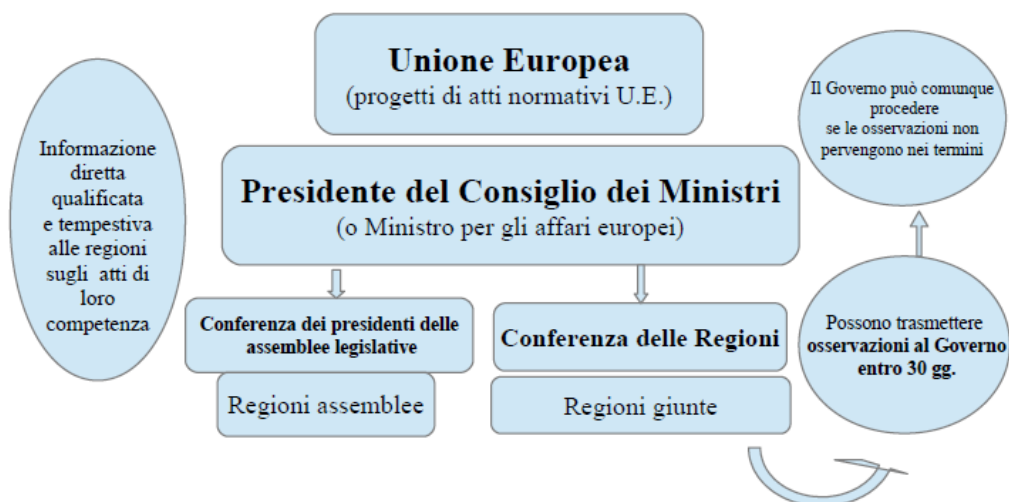 Unione Europea
(progetti di atti normativi U.E.)
Informazione
diretta
qualificata
e tempestiva
alle regioni
sugli atti di
loro
competenza
Presidente del Consiglio dei Ministri
(o Ministro per gli affari europei)
Conferenza dei presidenti delle
assemblee legislative
Regioni assemblee
Conferenza delle Regioni
Regioni giunte
Il Governo può comunque
procedere
se le osservazioni non
pervengono nei termini
Possono trasmettere
osservazioni al Governo
entro 30 gg.